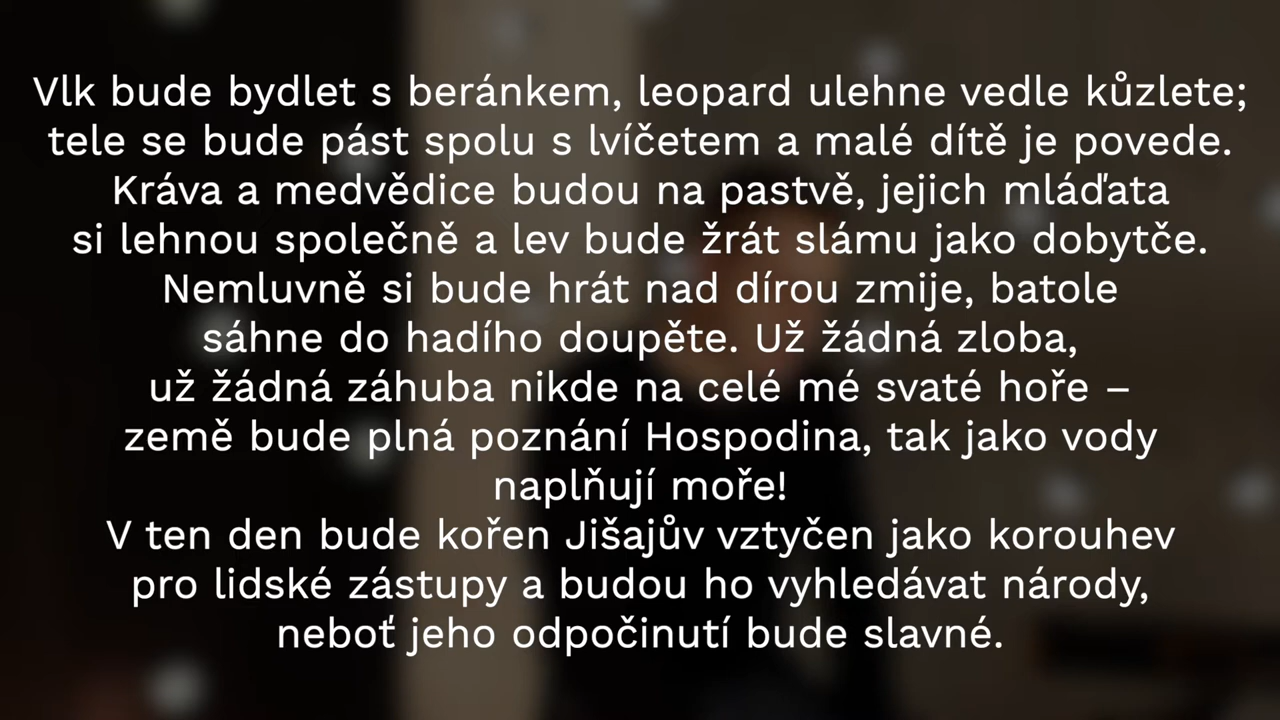 Vlk bude bydlet s beránkem, leopard ulehne vedle kůzlete;
tele se bude pást spolu s lvíčetem a malé dítě je povede.
Kráva a medvědice budou na pastvě, jejich mláďata
si lehnou společně a lev bude žrát slámu jako dobytče.
Nemluvně si bude hrát nad dírou zmije, batole
sáhne do hadího doupěte. Už žádná zloba,
už žádná záhuba nikde na celé mé svaté hoře –
země bude plná poznání Hospodina, tak jako vody
naplňují moře!
V ten den bude kořen Jišajův vztyčen jako korouhev
pro lidské zástupy a budou ho vyhledávat národy,
neboť jeho odpočinutí bude slavné.